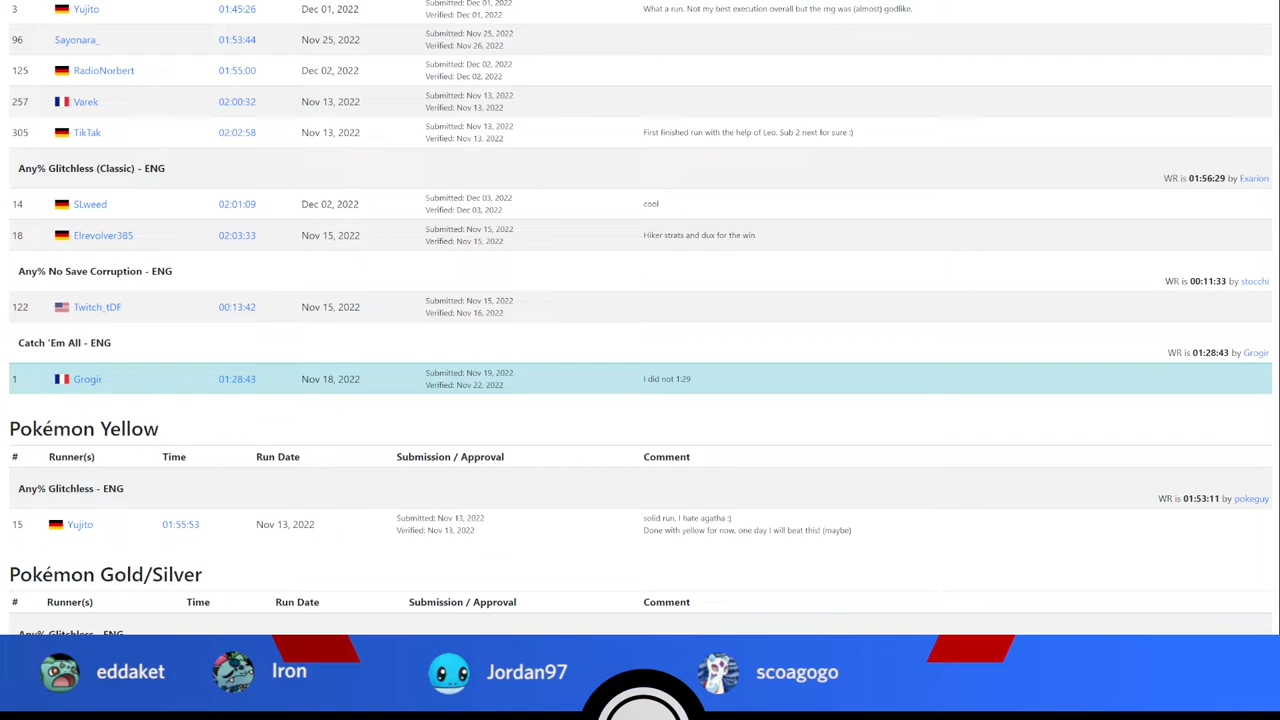 3 Yujito 01:45:26 Dec 01, 2022 Submitted: Dec 01, 2022 What a run. Not my best execution overall but the rng was (almost) godlike.
Verified: Dec 01, 2022
96 Sayonara_ 01:53:44 Nov 25, 2022 Submitted: Nov 25, 2022
Verified: Nov 26, 2022
125 RadioNorbert 01:55:00 Dec 02, 2022 Submitted: Dec 02, 2022
Verified: Dec 02, 2022
257 Varek 02:00:32 Nov 13, 2022 Submitted: Nov 13, 2022
Verified: Nov 13, 2022
305 TikTak 02:02:58 Nov 13, 2022 Submitted: Nov 13, 2022 First finished run with the help of Leo. Sub 2 next for sure :)
Verified: Nov 13, 2022
Any% Glitchless (Classic) - ENG
WR is 01:56:29 by Exarion
14 SLweed 02:01:09 Dec 02, 2022 Submitted: Dec 03, 2022 cool
Verified: Dec 03, 2022
18 Elrevolver385 02:03:33 Nov 15, 2022 Submitted: Nov 15, 2022 Hiker strats and dux for the win
Verified: Nov 15, 2022
Any% No Save Corruption - ENG
WR is 00:11:33 by stocchi
122 Twitch_tDF 00:13:42 Nov 15, 2022 Submitted: Nov 15, 2022
Verified: Nov 16, 2022
Catch 'Em All - ENG
WR is 01:28:43 by Grogir
1 Grogir 01:28:43 Nov 18, 2022 Submitted: Nov 19, 2022 I did not 1:29
Verified: Nov 22, 2022
Pokémon Yellow
# Runner(s) Time Run Date Submission / Approval Comment
Any% Glitchless - ENG
WR is 01:53:11 by pokeguy
15 Yujito 01:55:53 Nov 13, 2022 Submitted: Nov 13, 2022 solid run. I hate agatha :)
Verified: Nov 13, 2022 Done with yellow for now. one day I will beat this! (maybe)
Pokémon Gold/Silver
# Runner(s) Time Run Date Submission / Approval Comment
Any% Glitchless - ENG
eddaket Iron Jordan97 scoagogo